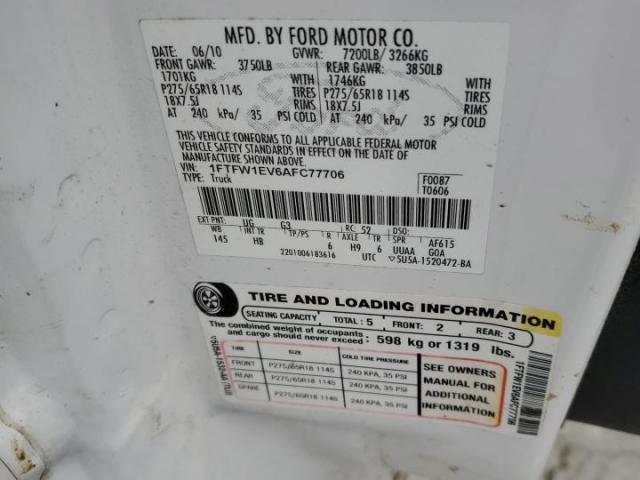 MFD. BY FORD MOTOR CO.
DATE: 06/10 GVWR: 7200LB/ 3266KG
FRONT GAWR: 3750LB REAR GAWR: 3850LB
1701KG WITH 1746KG WITH
P275/65R18 114S TIRES P275/65R18 114S TIRES
18X7.5J RIMS 18X7.5J RIMS
AT 240 kPa/ 35 PSI COLD AT 240 kPa/ 35 PSI COLD
THIS VEHICLE CONFORMS TO ALL APPLICABLE FEDERAL MOTOR
VEHICLE SAFETY STANDARDS IN EFFECT ON THE DATE OF
MANUFACTURE SHOWN ABOVE.
VIN: 1FTFW1EV6AFC77706
TYPE: Truck
F0087
T0606
EXT PNT: UG G3 RC: 52 DSO:
WB INT TR TP/PS R AXLE TR SPR AF615
145 HB 6 H9 6 UUAA G0A
2201006183616 UTC 5U5A-1520472-BA
TIRE AND LOADING INFORMATION
SEATING CAPACITY TOTAL: 5 FRONT: 2 REAR: 3
The combined weight of occupants
and cargo should never exceed: 598 kg or 1319 lbs.
TIRE SIZE COLD TIRE PRESSURE
FRONT P275/65R18 114S 240 KPA, 35 PSI
REAR P275/65R18 114S 240 KPA, 35 PSI
SPARE P275/65R18 114S 240 KPA, 35 PSI
SEE OWNERS
MANUAL FOR
ADDITIONAL
INFORMATION
1FTFW1EV6AFC77706